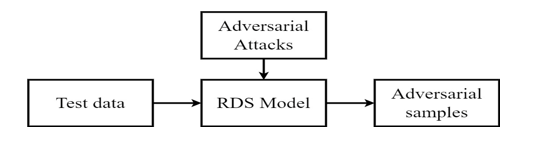 Adversarial
Attacks
Test data
RDS Model
Adversarial
samples